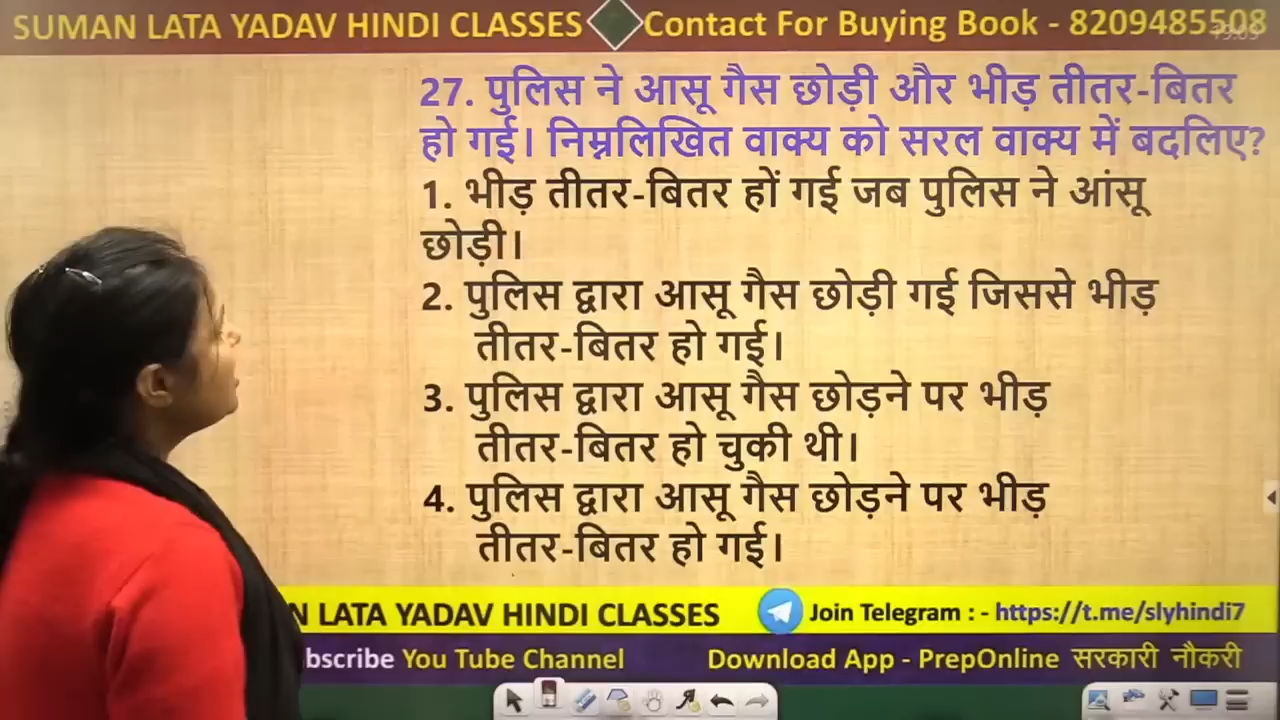 SUMAN LATA YADAV HINDI CLASSES Contact For Buying Book - 8209485508
27. पुलिस ने आसू गैस छोड़ी और भीड़ तीतर-बितर
हो गई। निम्नलिखित वाक्य को सरल वाक्य में बदलिए?
1. भीड़ तीतर-बितर हों गई जब पुलिस ने आंसू
छोड़ी।
2. पुलिस द्वारा आसू गैस छोड़ी गई जिससे भीड़
तीतर-बितर हो गई।
3. पुलिस द्वारा आसू गैस छोड़ने पर भीड़
तीतर-बितर हो चुकी थी।
4. पुलिस द्वारा आसू गैस छोड़ने पर भीड़
तीतर-बितर हो गई।
N LATA YADAV HINDI CLASSES Join Telegram : - https://t.me/slyhindi7
bscribe You Tube Channel Download App - PrepOnline सरकारी नौकरी